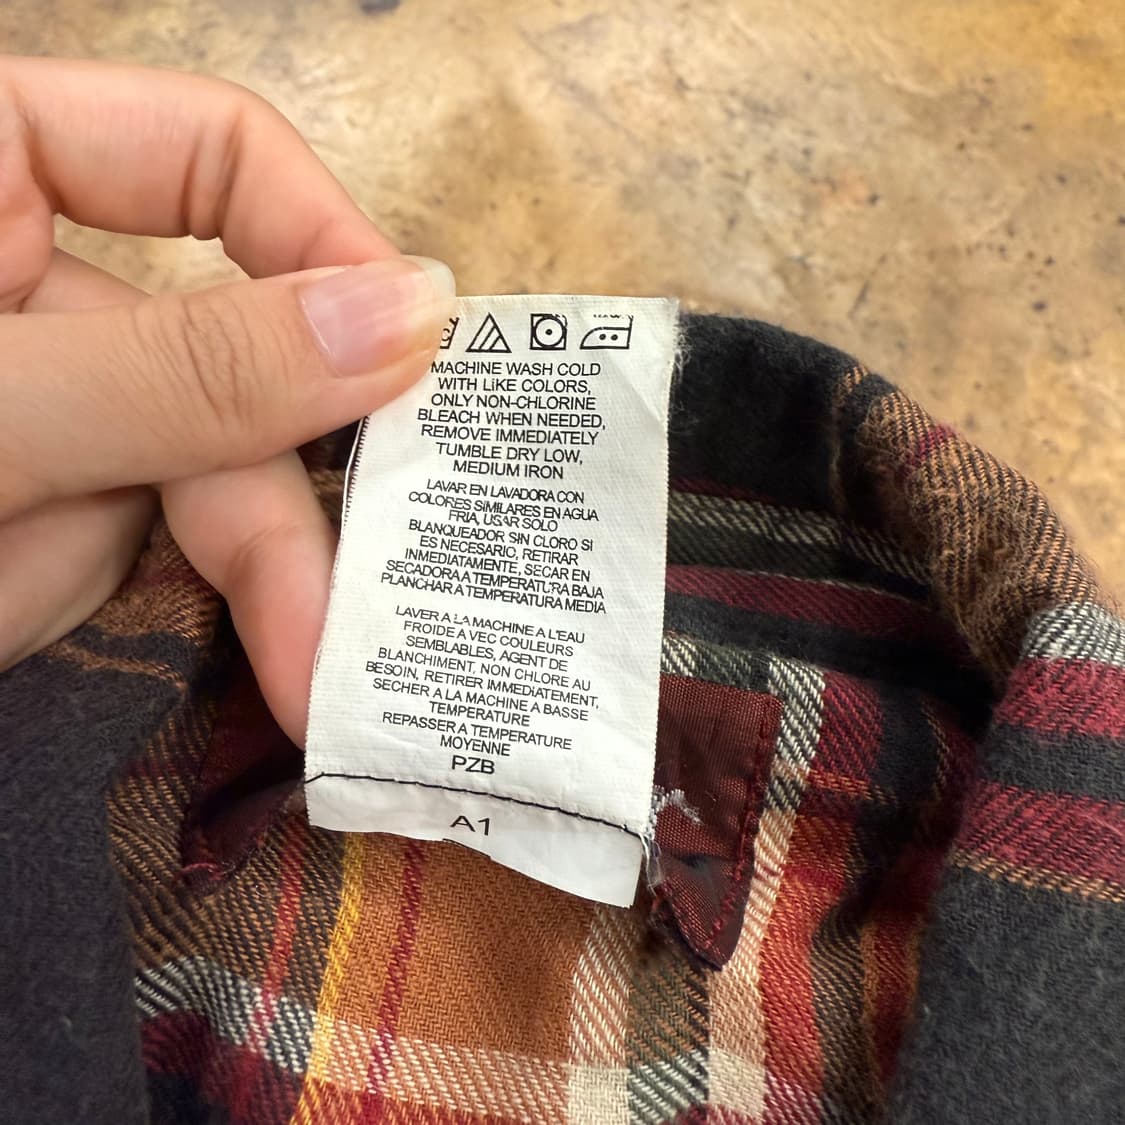 MACHINE WASH COLD
WITH LIKE COLORS,
ONLY NON-CHLORINE
BLEACH WHEN NEEDED,
REMOVE IMMEDIATELY
TUMBLE DRY LOW,
MEDIUM IRON
LAVAR EN LAVADORA CON
COLORES SIMILARES EN AGUA
FRIA, USAR SOLO
BLANQUEADOR SIN CLORO SI
ES NECESARIO, RETIRAR
INMEDIATAMENTE, SECAR EN
SECADORA A TEMPERATURA BAJA
PLANCHAR A TEMPERATURA MEDIA
LAVER A LA MACHINE A L'EAU
FROIDE A VEC COULEURS
SEMBLABLES, AGENT DE
BLANCHIMENT, NON CHLORE AU
BESOIN, RETIRER IMMEDIATEMENT,
SECHER A LA MACHINE A BASSE
TEMPERATURE
REPASSER A TEMPERATURE
MOYENNE
PZB
A1